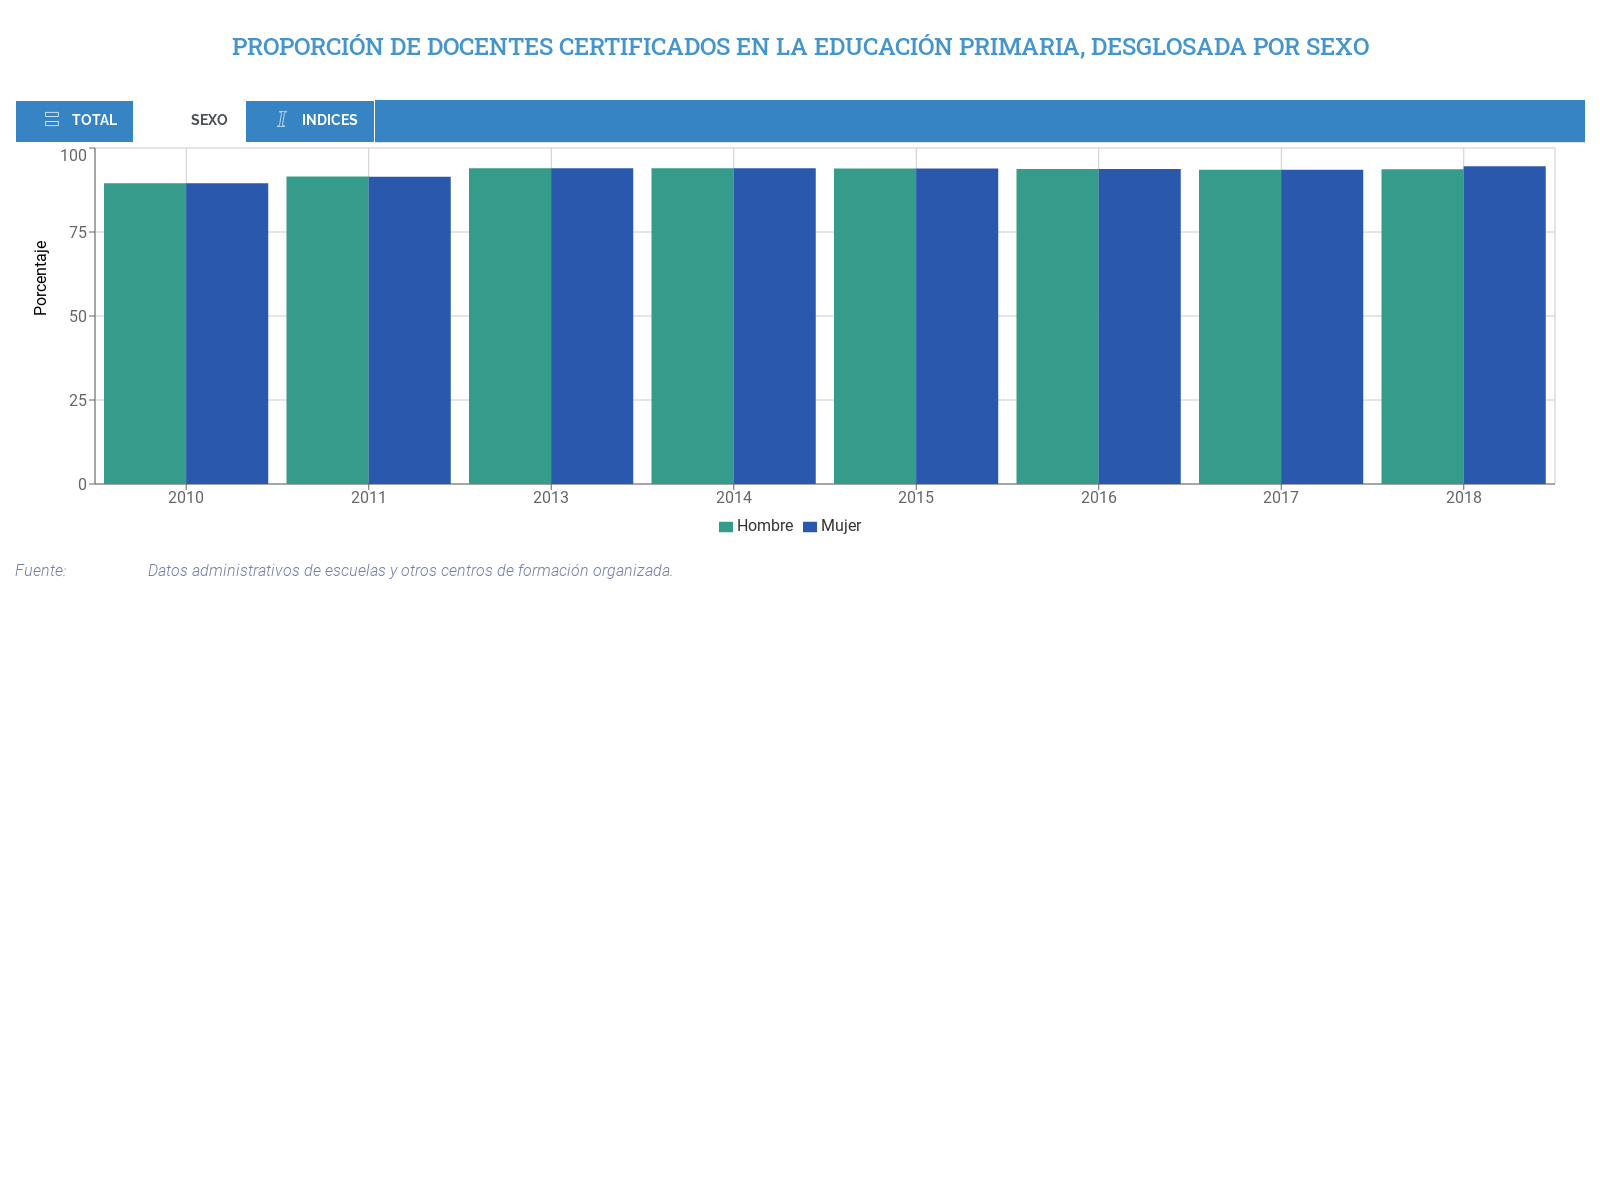 PROPORCIÓN DE DOCENTES CERTIFICADOS EN LA EDUCACIÓN PRIMARIA, DESGLOSADA POR SEXO
TOTAL SEXO INDICES
Porcentaje
100
75
50
25
0
2010 2011 2013 2014 2015 2016 2017 2018
Hombre Mujer
Fuente: Datos administrativos de escuelas y otros centros de formación organizada.